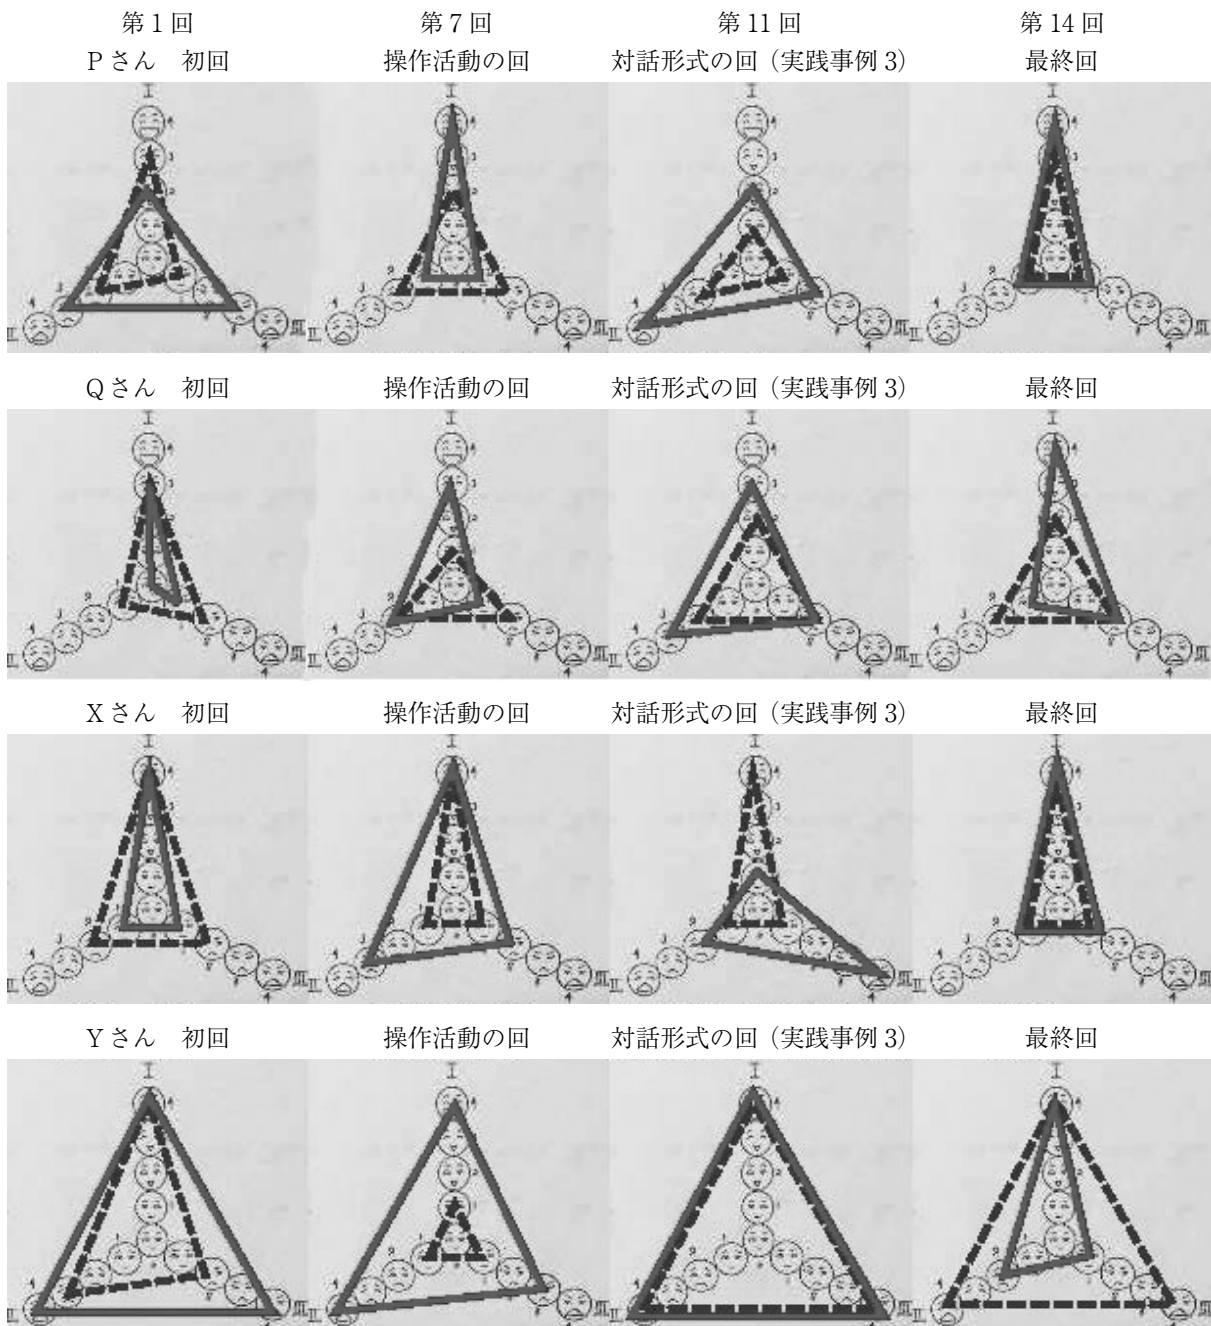 第1回 第7回 第11回 第14回
Pさん 初回 操作活動の回 対話形式の回（実践事例3） 最終回
Qさん 初回 操作活動の回 対話形式の回（実践事例3） 最終回
Xさん 初回 操作活動の回 対話形式の回（実践事例3） 最終回
Yさん 初回 操作活動の回 対話形式の回（実践事例3） 最終回